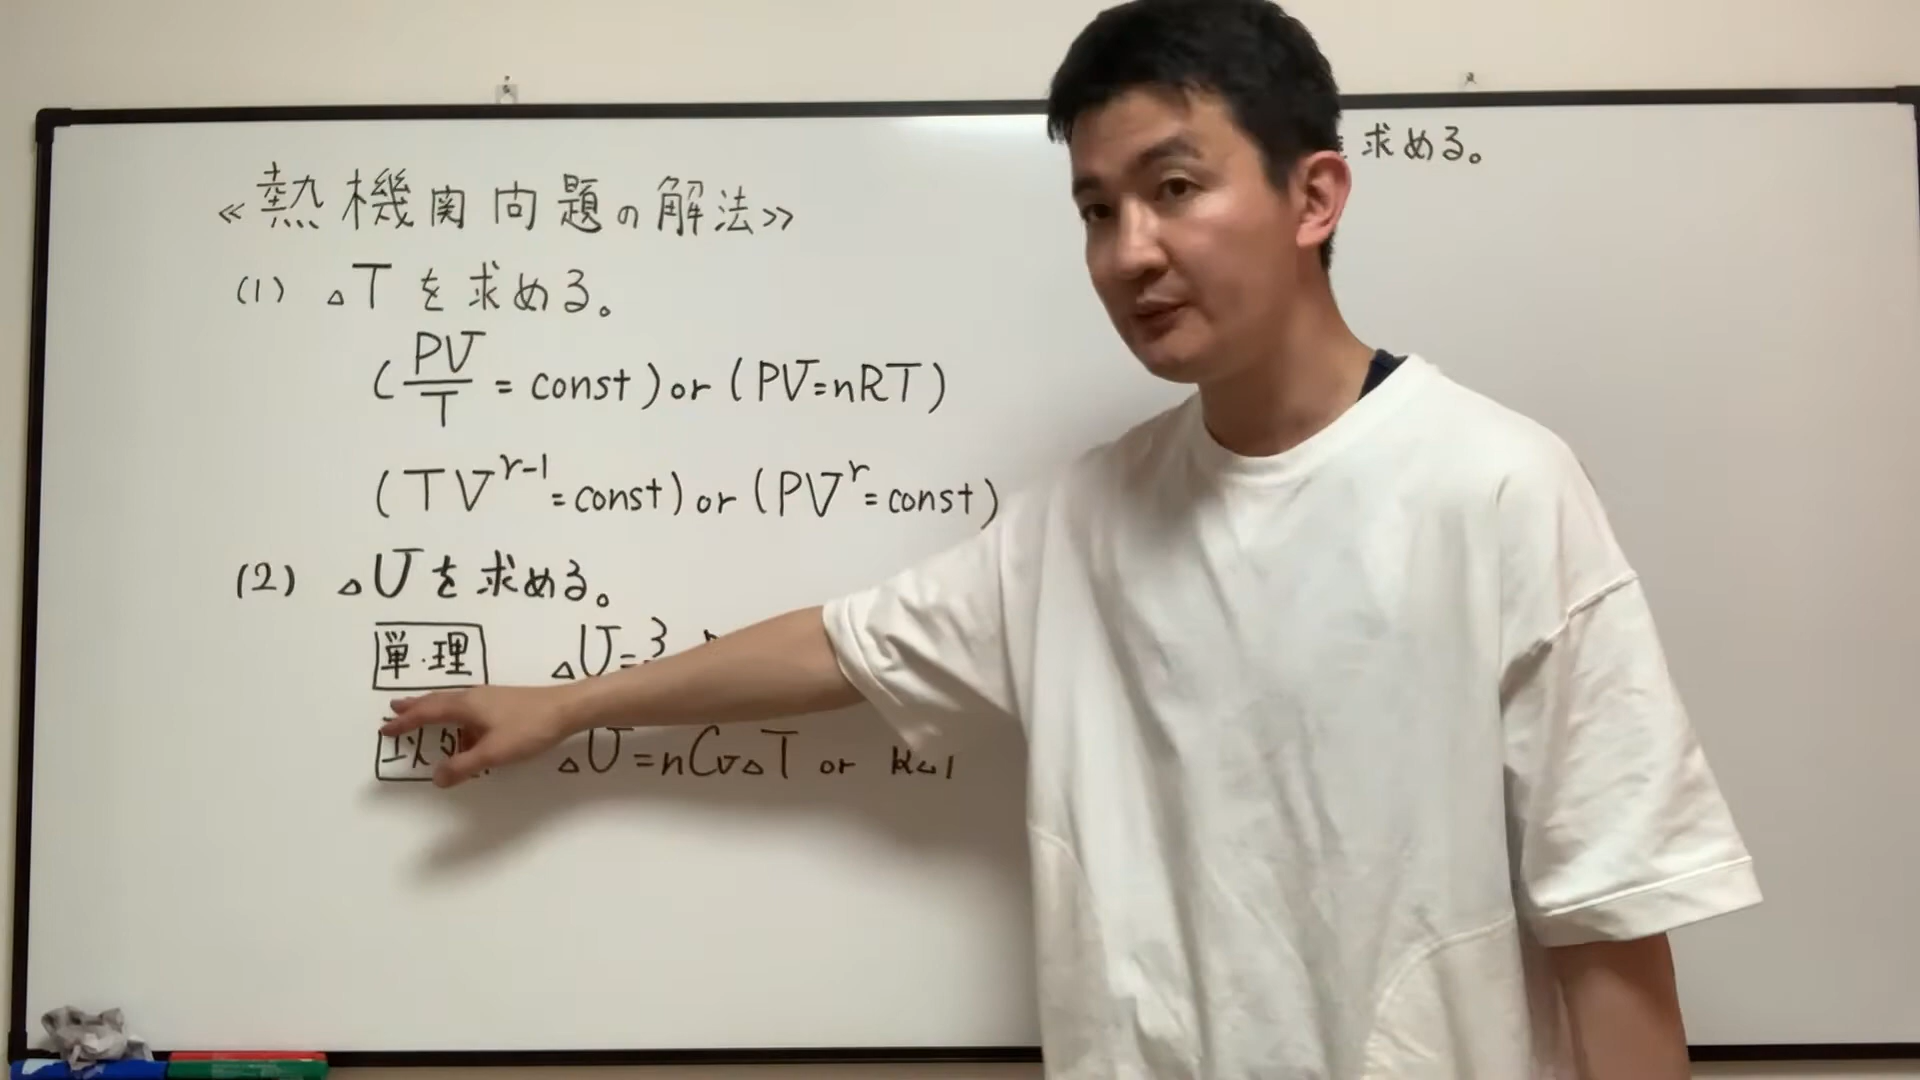 ≪熱機関問題の解法≫
(1) △Tを求める。
(PV/T = const) or (PV=nRT)
(TV^r-1 = const) or (PV^r = const)
(2) △Uを求める。
単・理 △U=3
以外 △U=nCv△T or
求める。